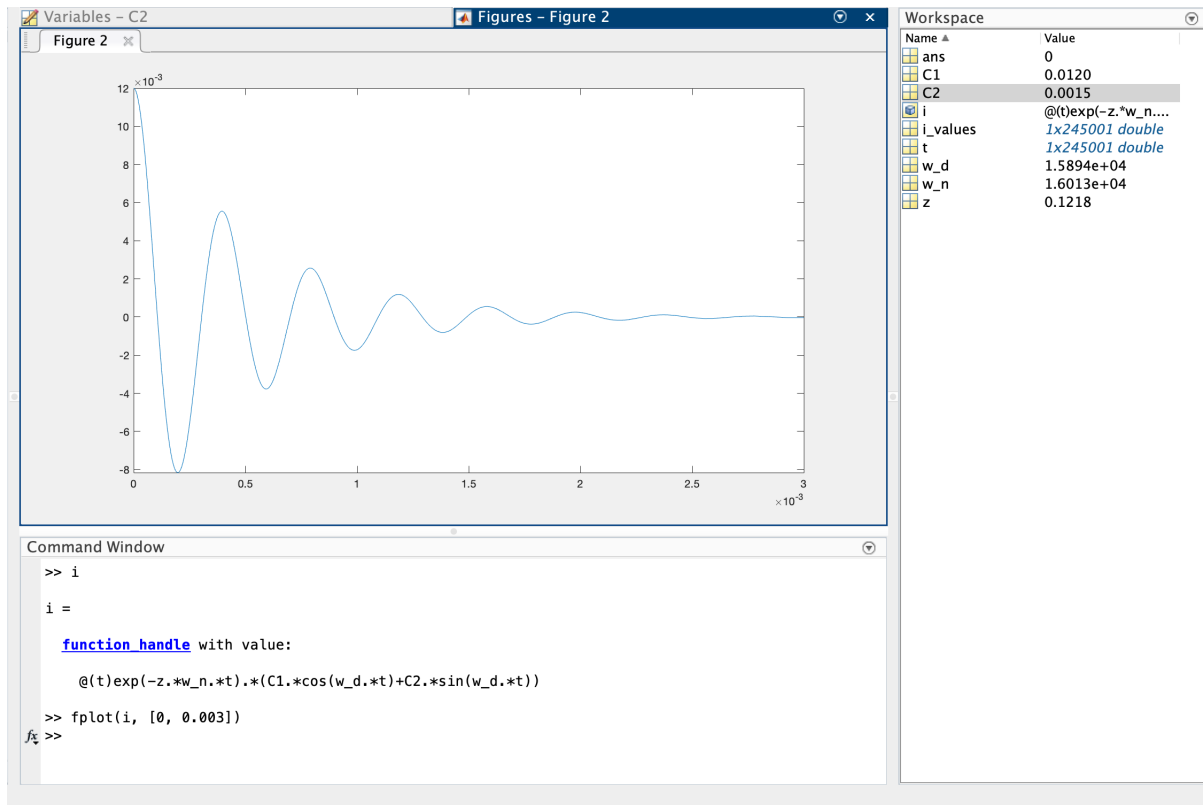 Variables – C2
Figures – Figure 2
Figure 2
×10-3
12
10
8
6
4
2
0
-2
-4
-6
-8
0 0.5 1 1.5 2 2.5 3
×10-3
Command Window
>> i
i =
function_handle with value:
@(t)exp(-z.*w_n.*t).*(C1.*cos(w_d.*t)+C2.*sin(w_d.*t))
>> fplot(i, [0, 0.003])
fx >>
Workspace
Name Value
ans 0
C1 0.0120
C2 0.0015
i @(t)exp(-z.*w_n....
i_values 1x245001 double
t 1x245001 double
w_d 1.5894e+04
w_n 1.6013e+04
z 0.1218